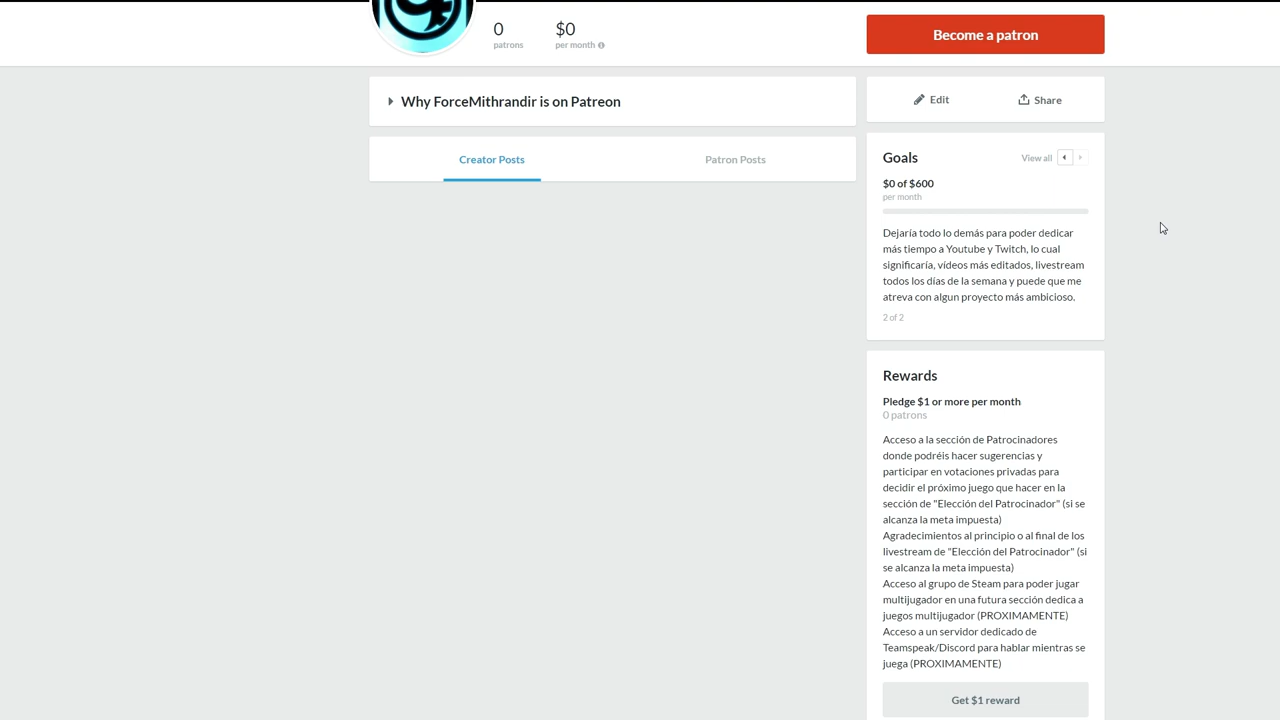 0
patrons
$0
per month
Become a patron
Why ForceMithrandir is on Patreon
Edit
Share
Creator Posts
Patron Posts
Goals
View all
$0 of $600
per month
Dejaría todo lo demás para poder dedicar
más tiempo a Youtube y Twitch, lo cual
significaría, vídeos más editados, livestream
todos los días de la semana y puede que me
atreva con algun proyecto más ambicioso.
2 of 2
Rewards
Pledge $1 or more per month
0 patrons
Acceso a la sección de Patrocinadores
donde podréis hacer sugerencias y
participar en votaciones privadas para
decidir el próximo juego que hacer en la
sección de "Elección del Patrocinador" (si se
alcanza la meta impuesta)
Agradecimientos al principio o al final de los
livestream de "Elección del Patrocinador" (si
se alcanza la meta impuesta)
Acceso al grupo de Steam para poder jugar
multijugador en una futura sección dedica a
juegos multijugador (PROXIMAMENTE)
Acceso a un servidor dedicado de
Teamspeak/Discord para hablar mientras se
juega (PROXIMAMENTE)
Get $1 reward